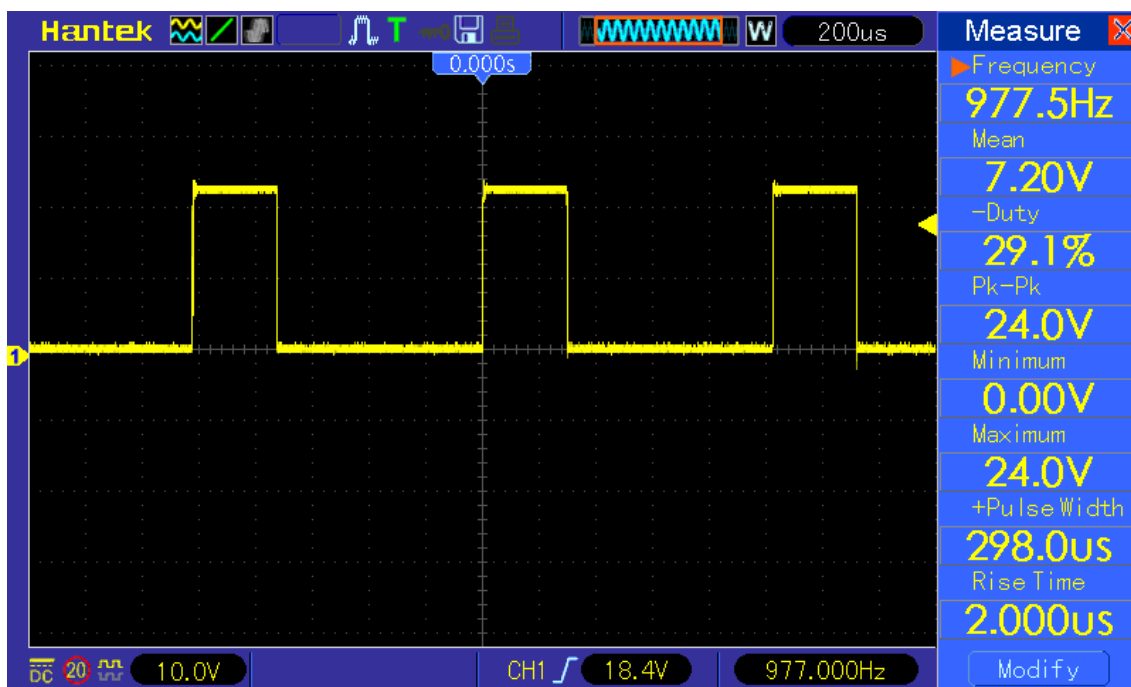 Hantek T W 200us Measure
0.000s
Frequency
977.5Hz
Mean
7.20V
-Duty
29.1%
Pk-Pk
24.0V
1
Minimum
0.00V
Maximum
24.0V
+Pulse Width
298.0us
Rise Time
2.000us
DC 20 10.0V CH1 18.4V 977.000Hz Modify